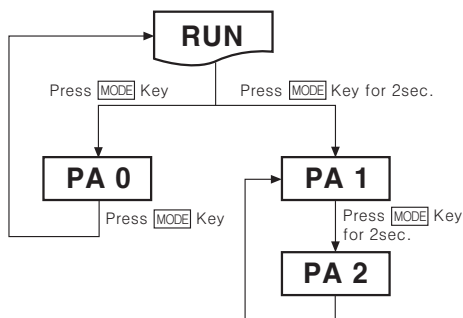 RUN
Press MODE Key
Press MODE Key for 2sec.
PA 0
PA 1
Press MODE Key
Press MODE Key
for 2sec.
PA 2